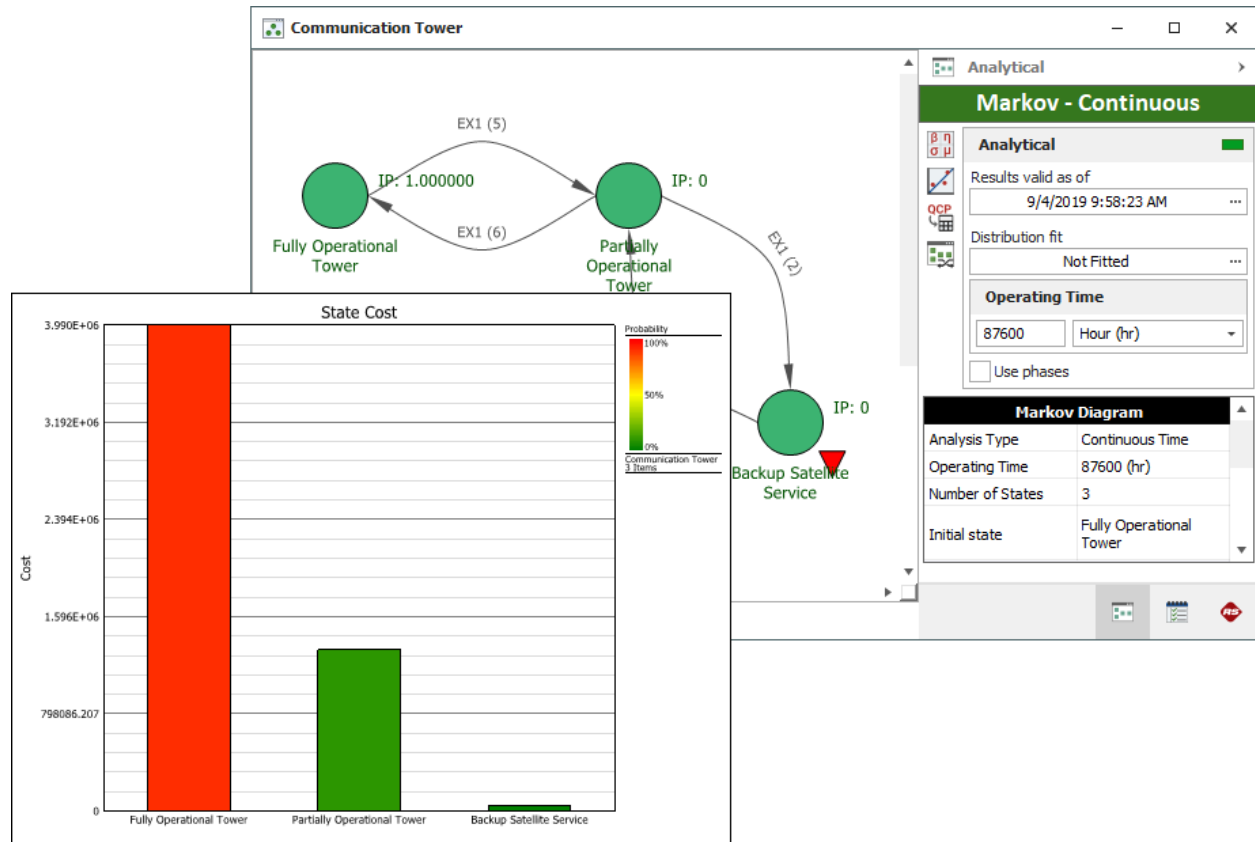 Communication Tower
EX1 (5)
IP: 1.000000
IP: 0
EX1 (6)
Fully Operational
Tower
Partially
Operational
Tower
EX1 (2)
IP: 0
Backup Satellite
Service
Analytical
Markov - Continuous
β η
σ μ
QCP
Analytical
Results valid as of
9/4/2019 9:58:23 AM
...
Distribution fit
Not Fitted
...
Operating Time
87600
Hour (hr)
Use phases
Markov Diagram
Analysis Type Continuous Time
Operating Time 87600 (hr)
Number of States 3
Initial state Fully Operational
Tower
RS
State Cost
3.990E+06
3.192E+06
2.394E+06
1.596E+06
798086.207
0
Cost
Fully Operational Tower
Partially Operational Tower
Backup Satellite Service
Probability
100%
50%
0%
Communication Tower
3 Items